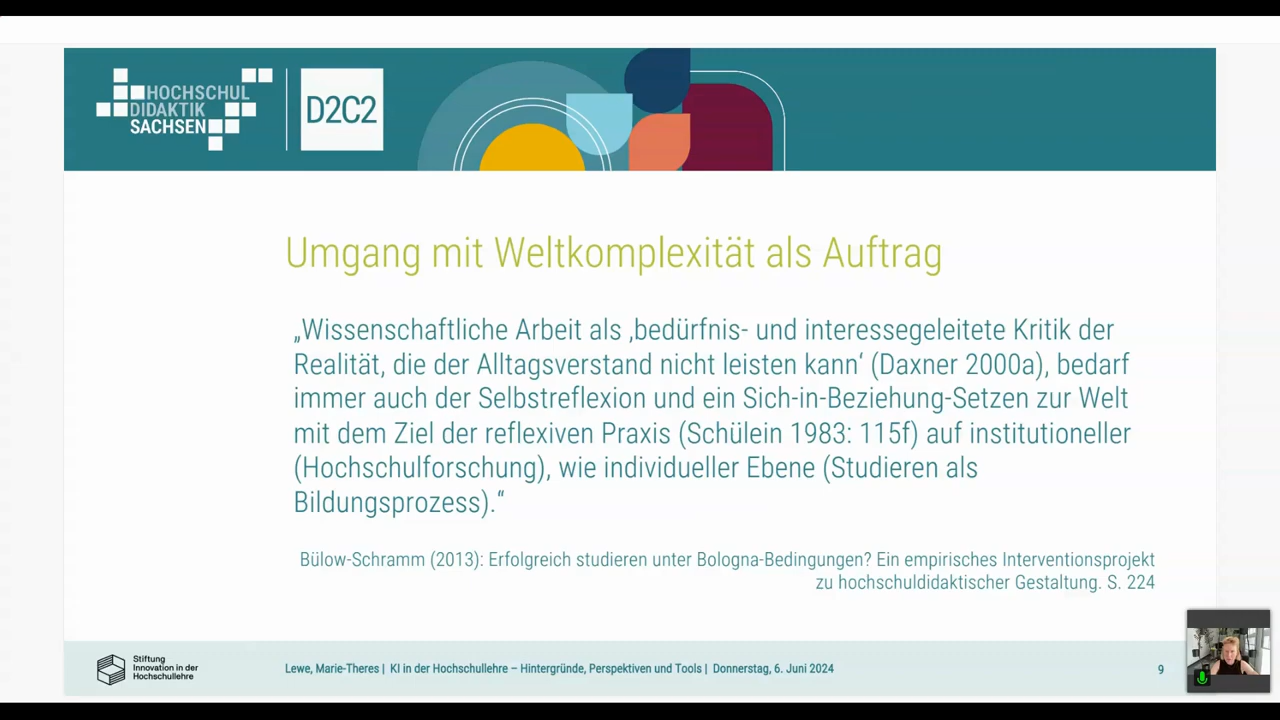 HOCHSCHUL
DIDAKTIK
SACHSEN
D2C2
Umgang mit Weltkomplexität als Auftrag
„Wissenschaftliche Arbeit als ‚bedürfnis- und interessegeleitete Kritik der
Realität, die der Alltagsverstand nicht leisten kann‘ (Daxner 2000a), bedarf
immer auch der Selbstreflexion und ein Sich-in-Beziehung-Setzen zur Welt
mit dem Ziel der reflexiven Praxis (Schülein 1983: 115f) auf institutioneller
(Hochschulforschung), wie individueller Ebene (Studieren als
Bildungsprozess).“
Bülow-Schramm (2013): Erfolgreich studieren unter Bologna-Bedingungen? Ein empirisches Interventionsprojekt
zu hochschuldidaktischer Gestaltung. S. 224
Stiftung
Innovation in der
Hochschullehre
Lewe, Marie-Theres | KI in der Hochschullehre – Hintergründe, Perspektiven und Tools | Donnerstag, 6. Juni 2024
9